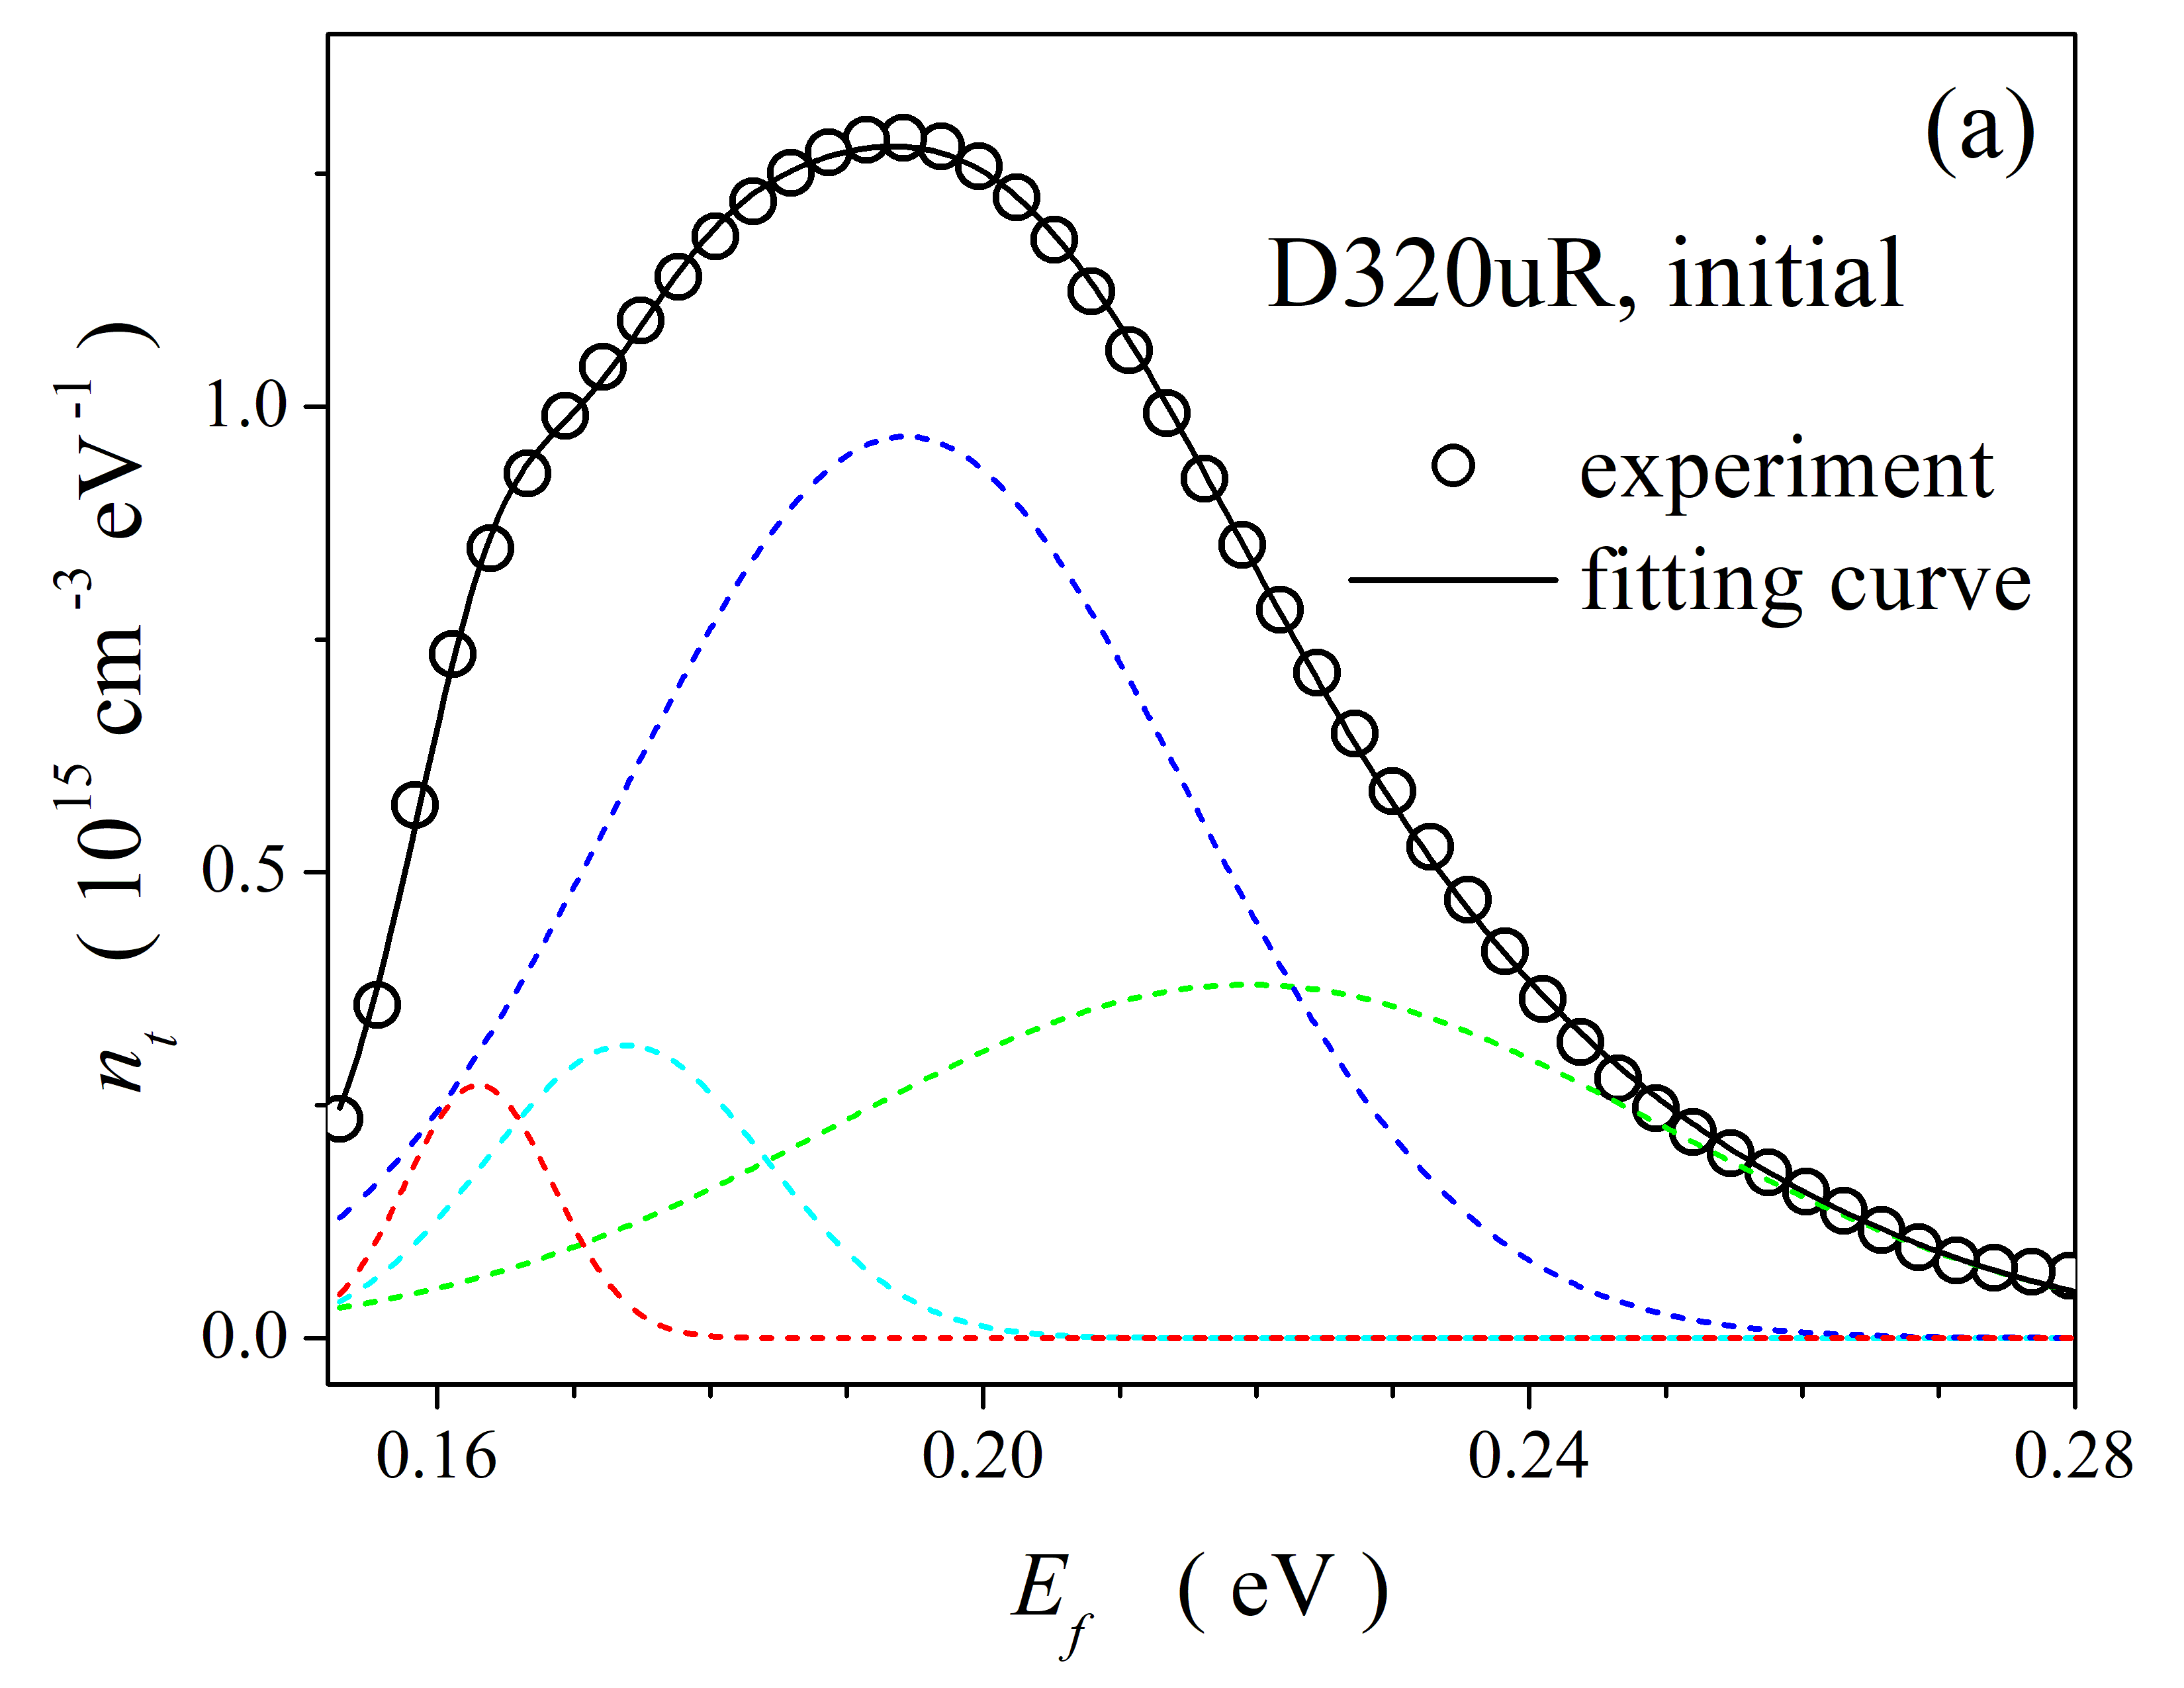 (a)
D320uR, initial
experiment
fitting curve
n_t ( 10^15 cm^-3 eV^-1 )
1.0
0.5
0.0
0.16 0.20 0.24 0.28
E_f ( eV )